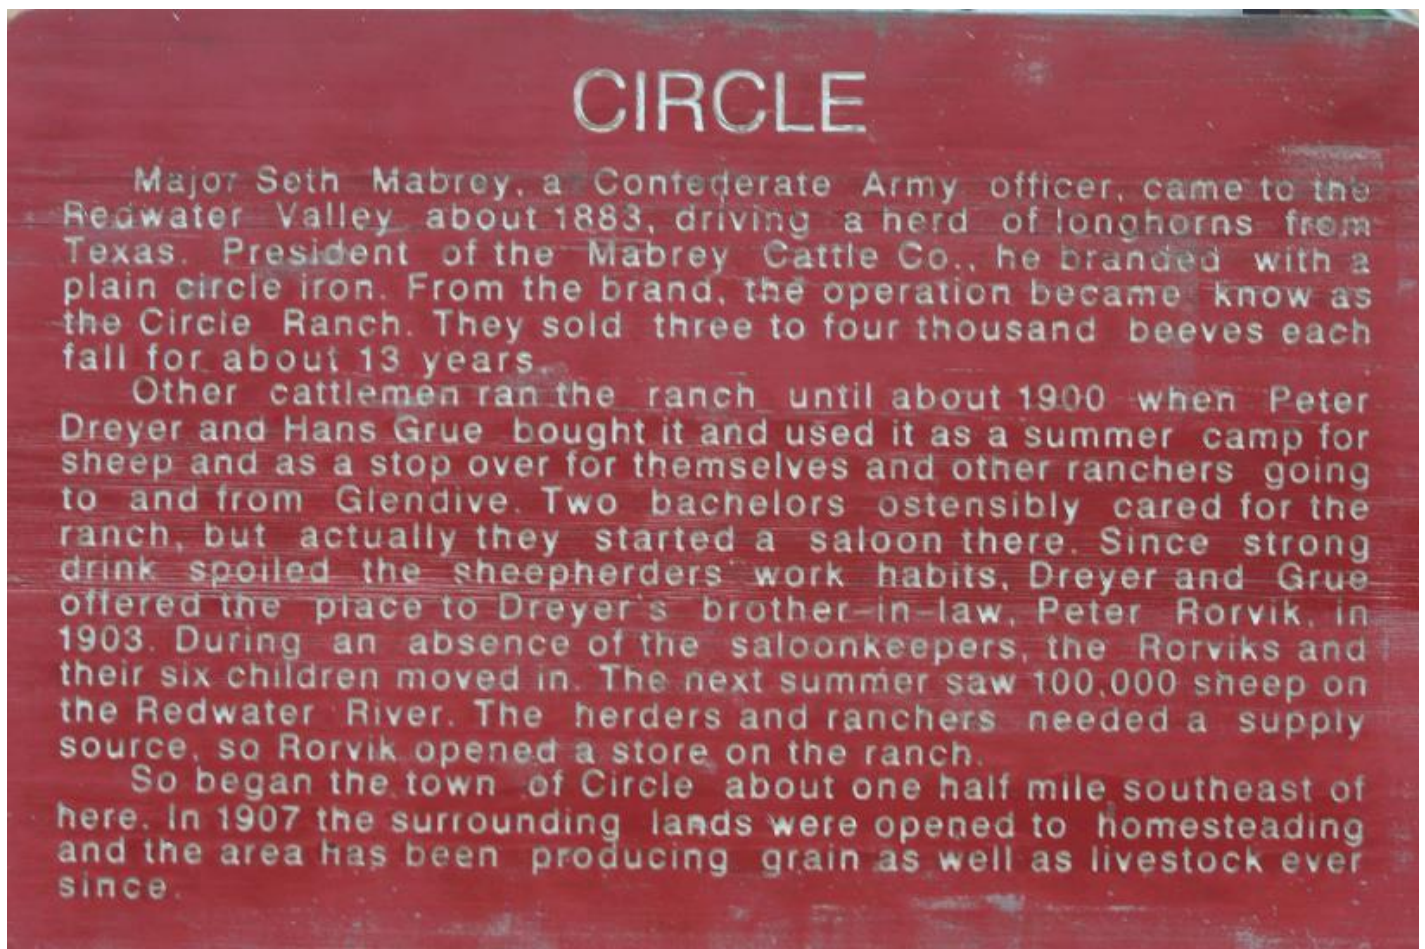 CIRCLE
Major Seth Mabrey, a Confederate Army officer, came to the
Redwater Valley about 1883, driving a herd of longhorns from
Texas. President of the Mabrey Cattle Co., he branded with a
plain circle iron. From the brand, the operation became know as
the Circle Ranch. They sold three to four thousand beeves each
fall for about 13 years.
Other cattlemen ran the ranch until about 1900 when Peter
Dreyer and Hans Grue bought it and used it as a summer camp for
sheep and as a stop over for themselves and other ranchers going
to and from Glendive. Two bachelors ostensibly cared for the
ranch, but actually they started a saloon there. Since strong
drink spoiled the sheepherders' work habits, Dreyer and Grue
offered the place to Dreyer's brother-in-law, Peter Rorvik, in
1903. During an absence of the saloonkeepers, the Rorviks and
their six children moved in. The next summer saw 100,000 sheep on
the Redwater River. The herders and ranchers needed a supply
source, so Rorvik opened a store on the ranch.
So began the town of Circle about one half mile southeast of
here. In 1907 the surrounding lands were opened to homesteading
and the area has been producing grain as well as livestock ever
since.